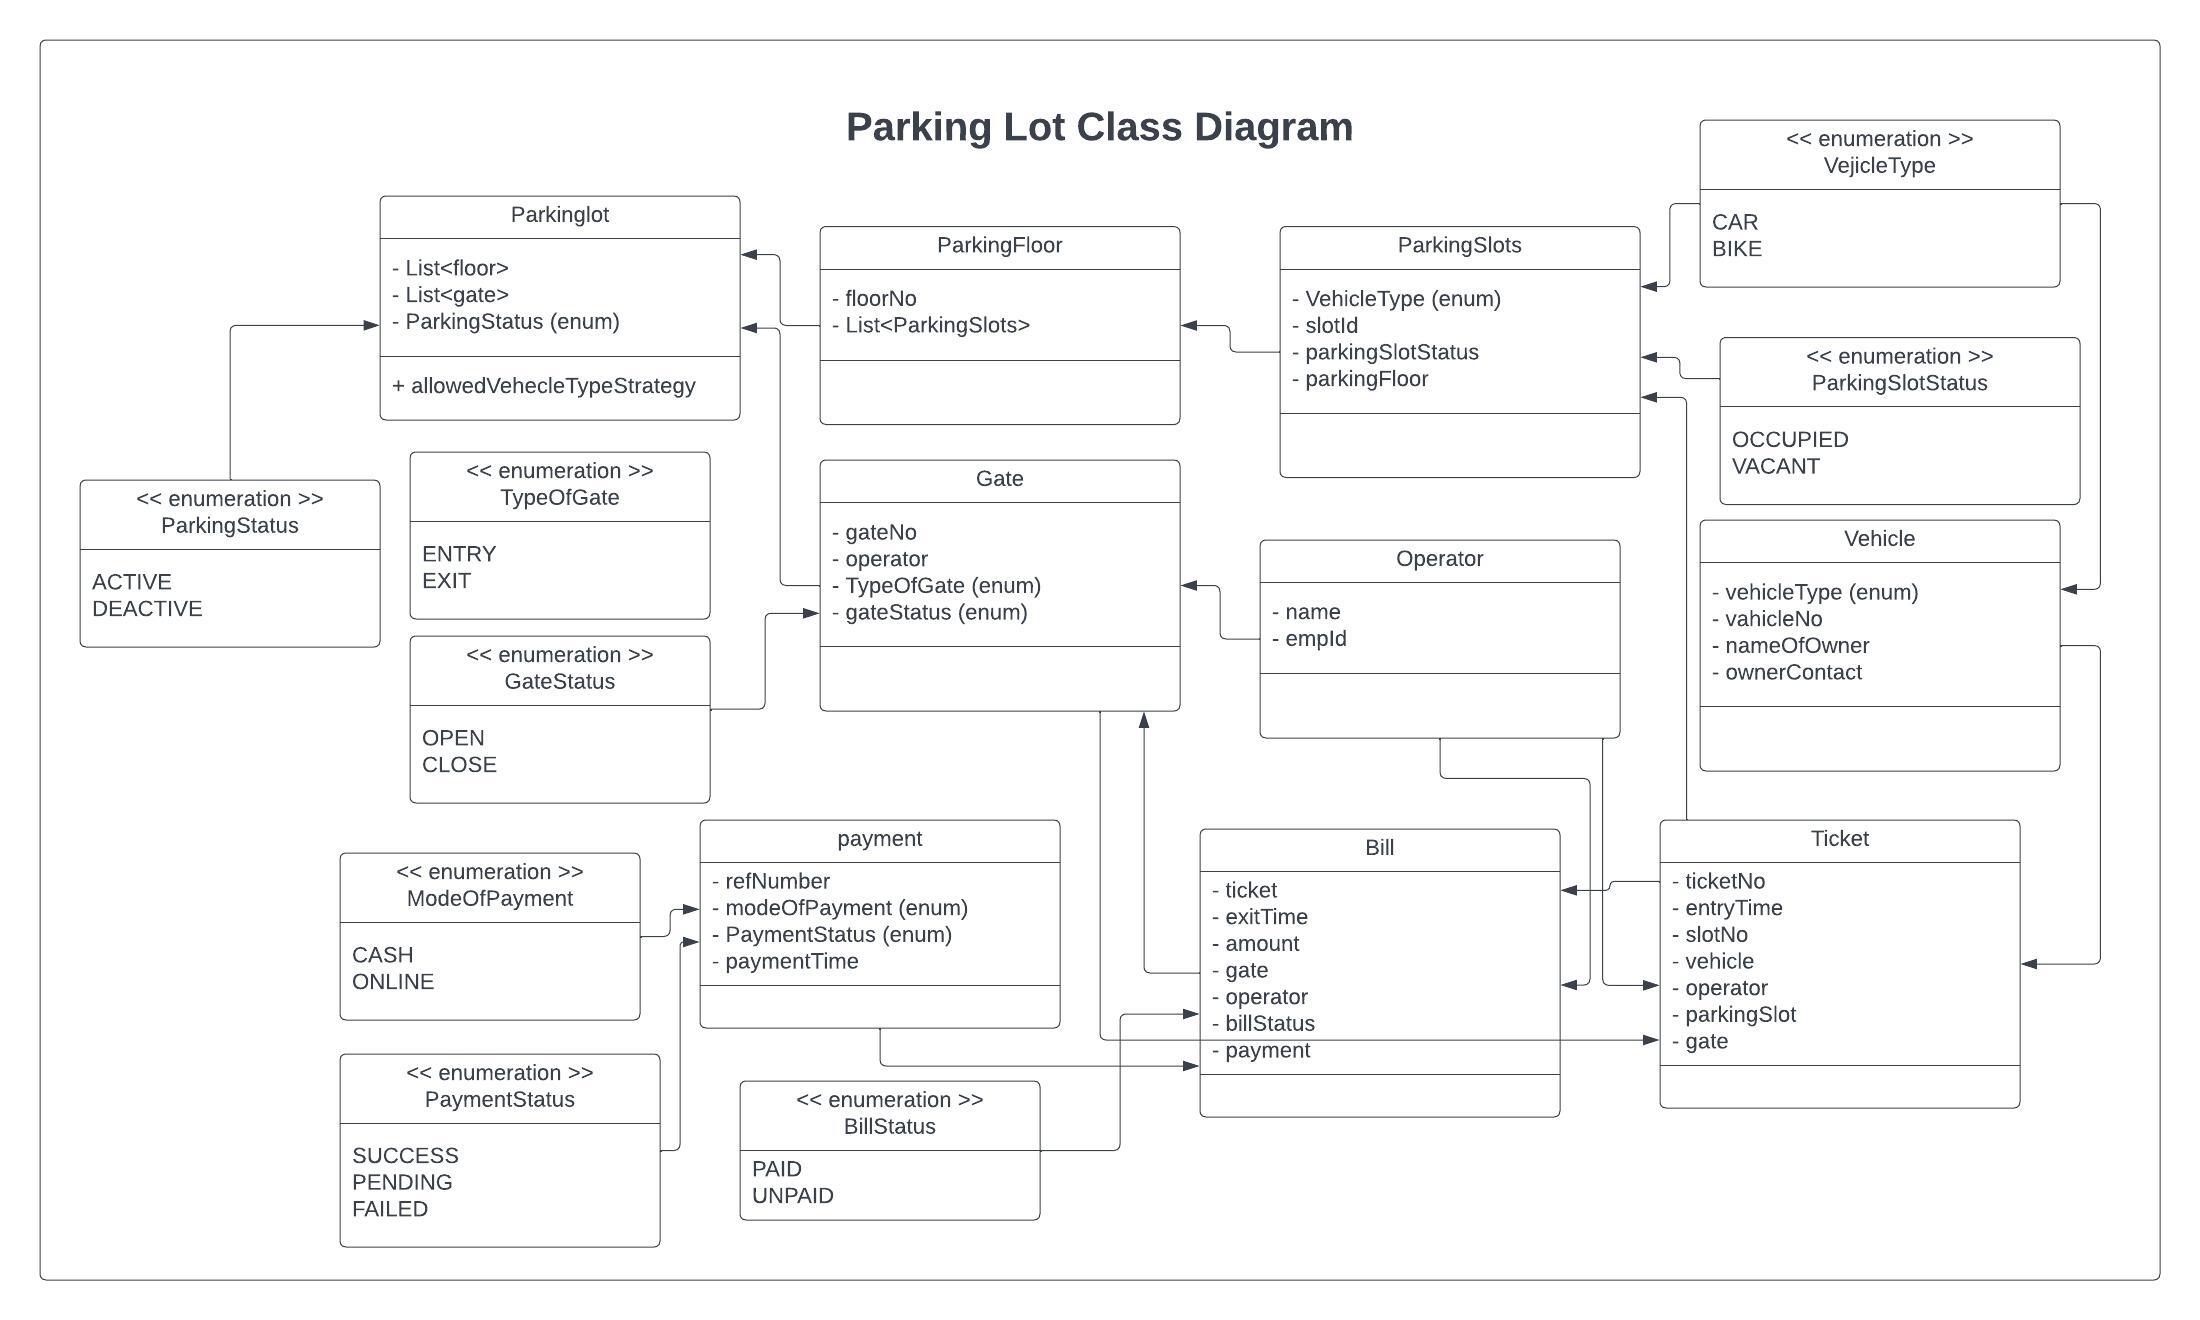 Parking Lot Class Diagram
<< enumeration >>
VejicleType
CAR
BIKE
Parkinglot
- List<floor>
- List<gate>
- ParkingStatus (enum)
+ allowedVehecleTypeStrategy
ParkingFloor
- floorNo
- List<ParkingSlots>
ParkingSlots
- VehicleType (enum)
- slotId
- parkingSlotStatus
- parkingFloor
<< enumeration >>
ParkingSlotStatus
OCCUPIED
VACANT
<< enumeration >>
ParkingStatus
ACTIVE
DEACTIVE
<< enumeration >>
TypeOfGate
ENTRY
EXIT
Gate
- gateNo
- operator
- TypeOfGate (enum)
- gateStatus (enum)
Operator
- name
- empId
Vehicle
- vehicleType (enum)
- vahicleNo
- nameOfOwner
- ownerContact
<< enumeration >>
GateStatus
OPEN
CLOSE
<< enumeration >>
ModeOfPayment
CASH
ONLINE
payment
- refNumber
- modeOfPayment (enum)
- PaymentStatus (enum)
- paymentTime
Bill
- ticket
- exitTime
- amount
- gate
- operator
- billStatus
- payment
Ticket
- ticketNo
- entryTime
- slotNo
- vehicle
- operator
- parkingSlot
- gate
<< enumeration >>
PaymentStatus
SUCCESS
PENDING
FAILED
<< enumeration >>
BillStatus
PAID
UNPAID